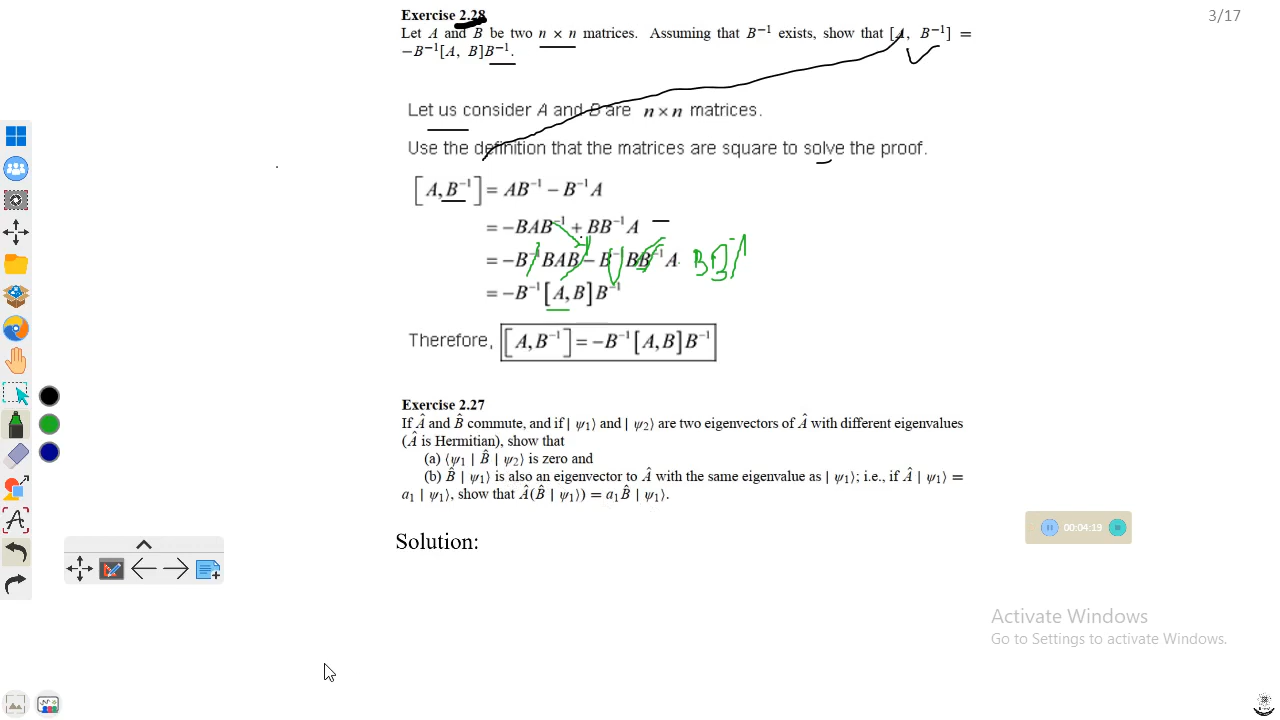 3/17
Exercise 2.28
Let A and B be two n × n matrices. Assuming that B⁻¹ exists, show that [A, B⁻¹] =
−B⁻¹[A, B]B⁻¹.
Let us consider A and B are n×n matrices.
Use the definition that the matrices are square to solve the proof.
[A,B⁻¹] = AB⁻¹ − B⁻¹A
= −BAB⁻¹ + BB⁻¹A
= −B⁻¹BAB − B⁻¹BB⁻¹A
= −B⁻¹[A,B]B⁻¹
Therefore, [A,B⁻¹] = −B⁻¹[A,B]B⁻¹
Exercise 2.27
If Â and B̂ commute, and if | ψ₁⟩ and | ψ₂⟩ are two eigenvectors of Â with different eigenvalues
(Â is Hermitian), show that
(a) ⟨ψ₁ | B̂ | ψ₂⟩ is zero and
(b) B̂ | ψ₁⟩ is also an eigenvector to Â with the same eigenvalue as | ψ₁⟩; i.e., if Â | ψ₁⟩ =
a₁ | ψ₁⟩, show that Â(B̂ | ψ₁⟩) = a₁B̂ | ψ₁⟩.
Solution:
00:04:19
Activate Windows
Go to Settings to activate Windows.